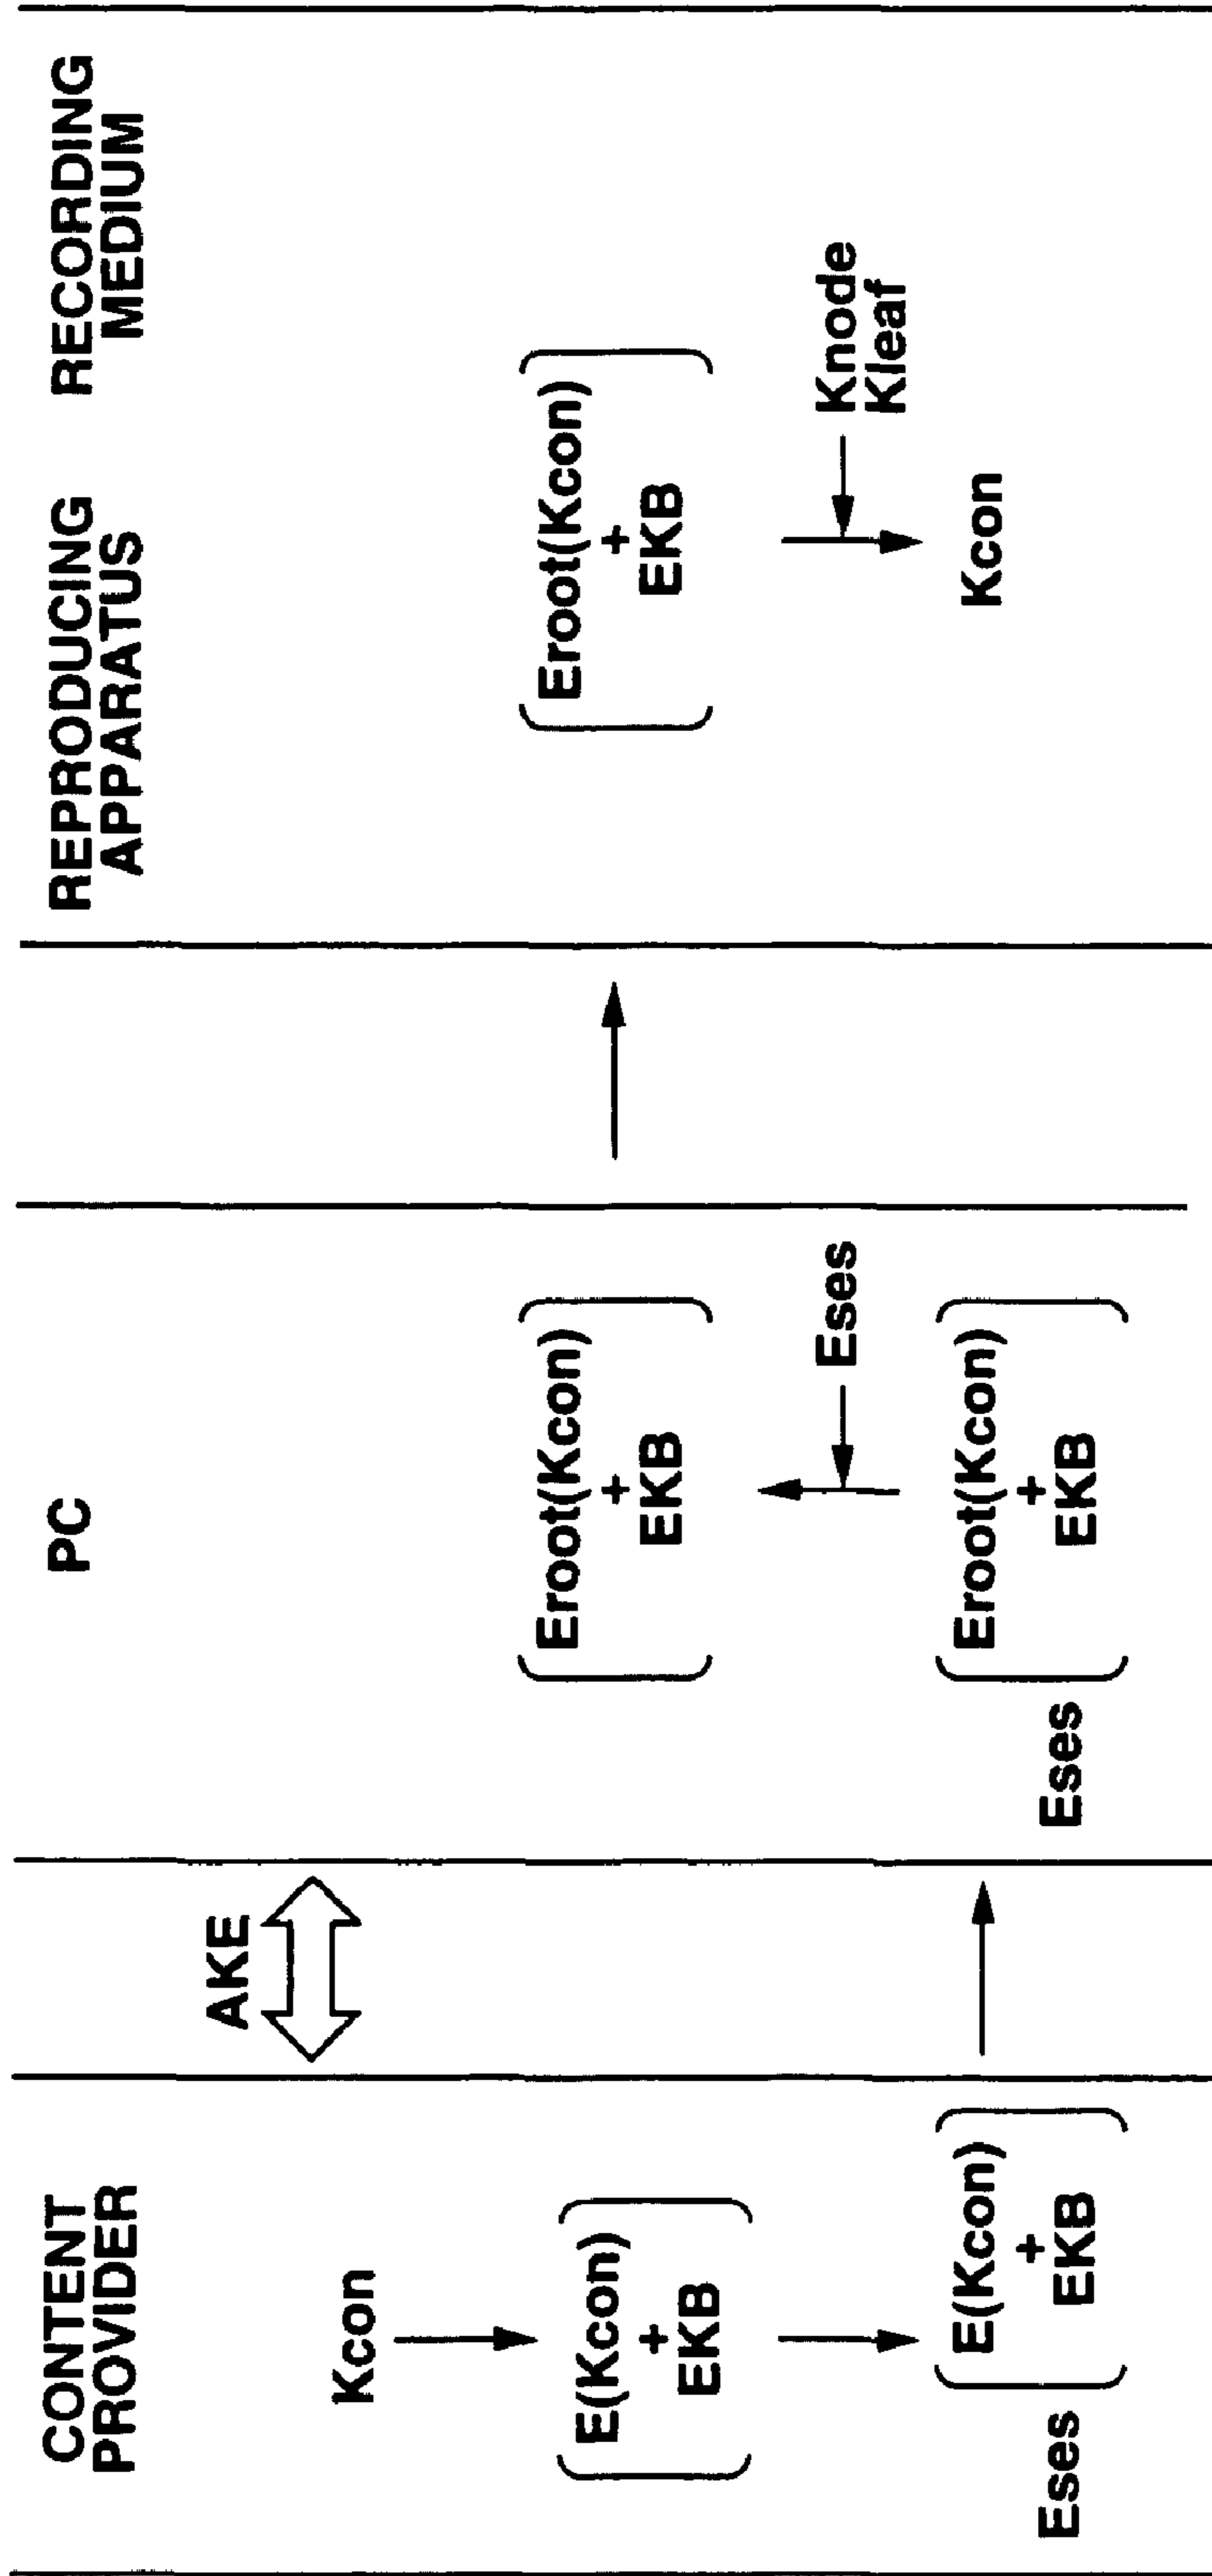 CONTENT
PROVIDER
Kcon
E(Kcon)
+
EKB
Eses
E(Kcon)
+
EKB
AKE
PC
Eroot(Kcon)
+
EKB
Eses
Eses
Eroot(Kcon)
+
EKB
REPRODUCING
APPARATUS
RECORDING
MEDIUM
Eroot(Kcon)
+
EKB
Knode
Kleaf
Kcon